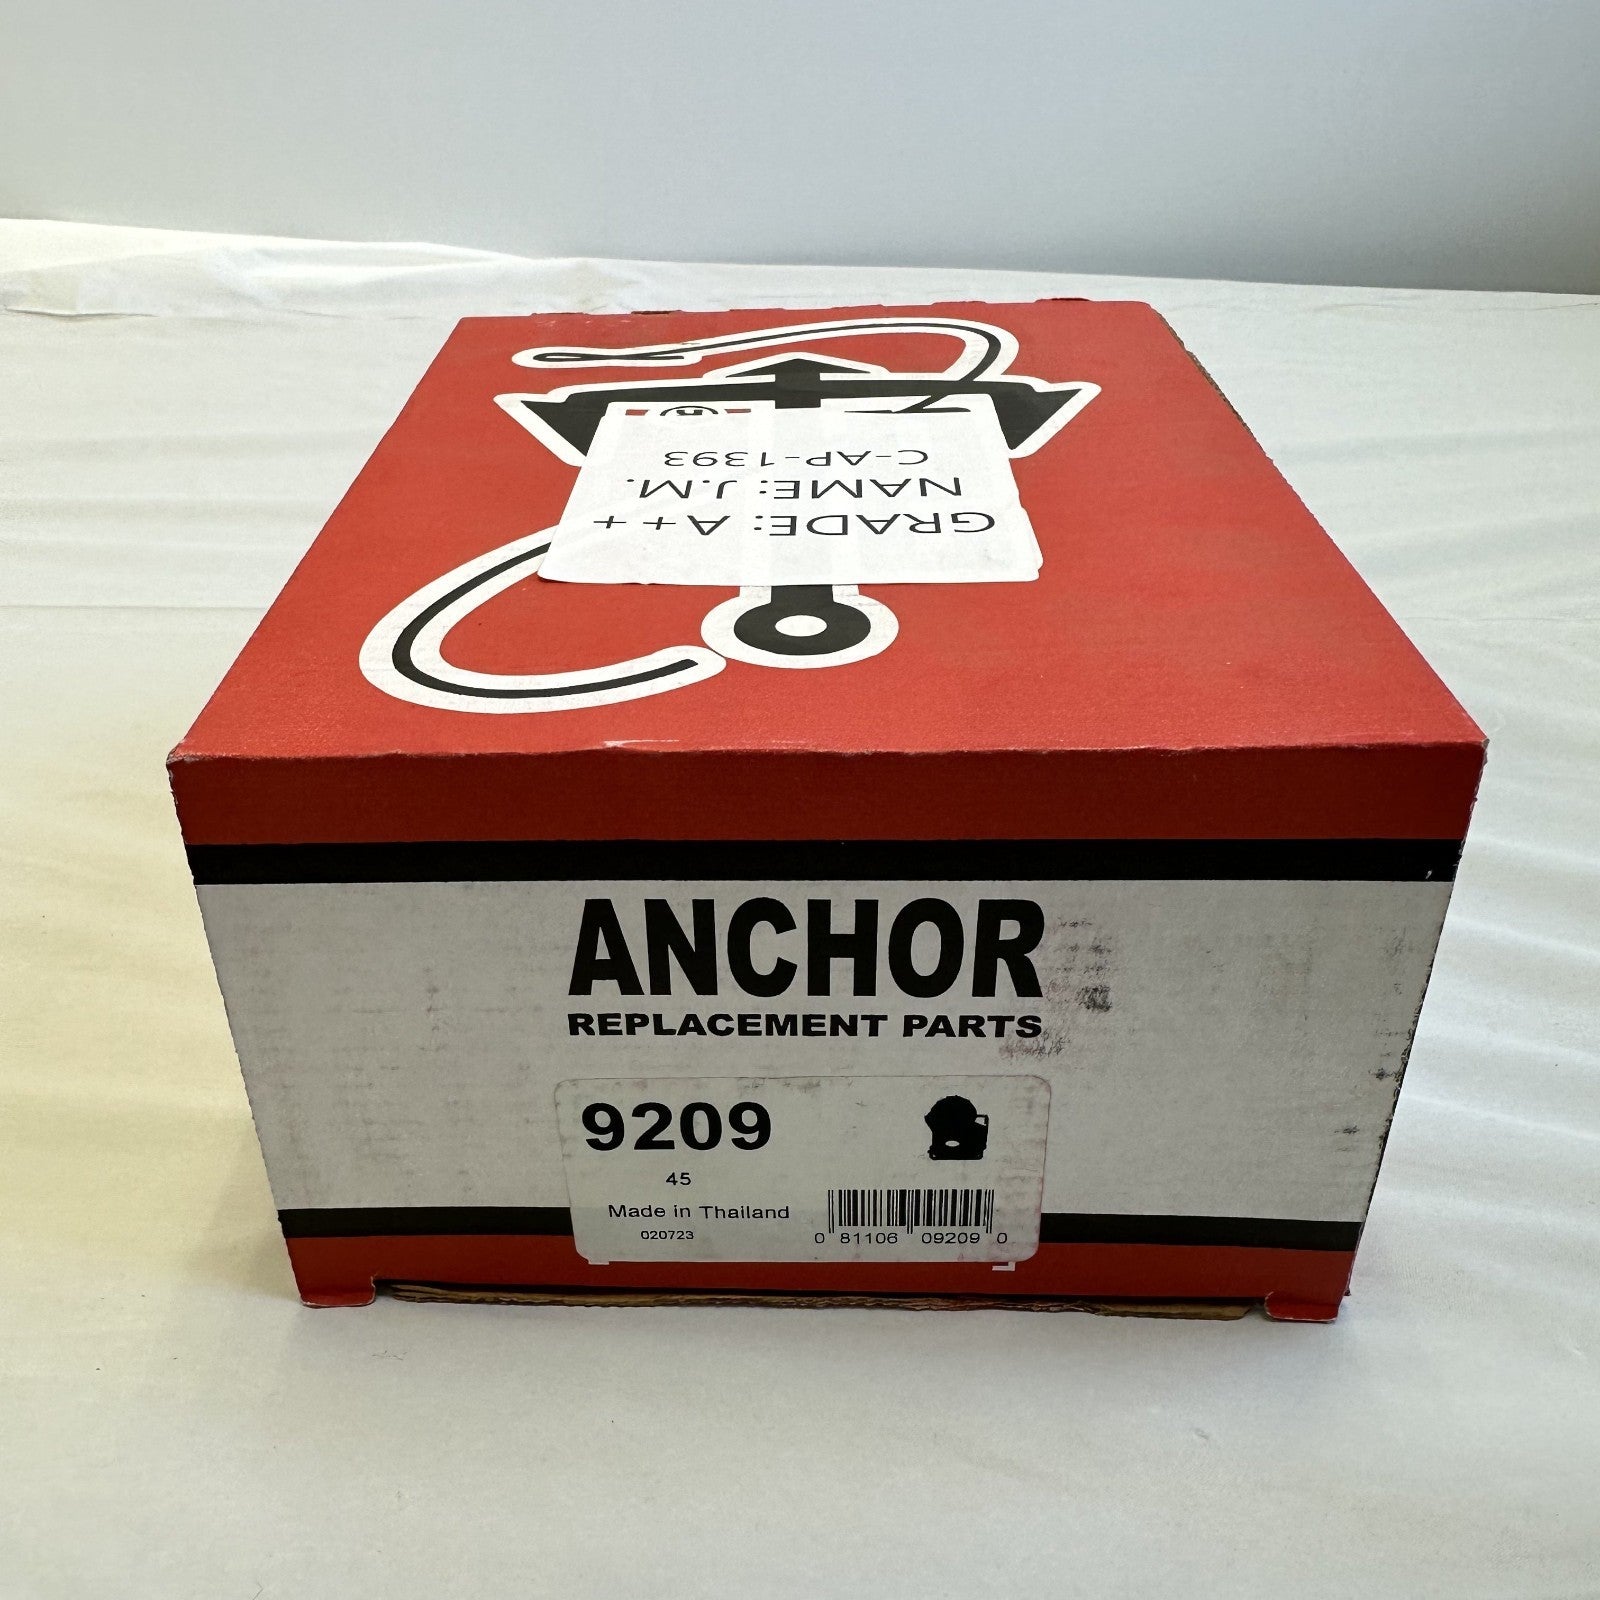 GRADE: A++
NAME: J.M.
C-AP-1393
ANCHOR
REPLACEMENT PARTS
9209
45
Made in Thailand
020723
0 81106 09209 0